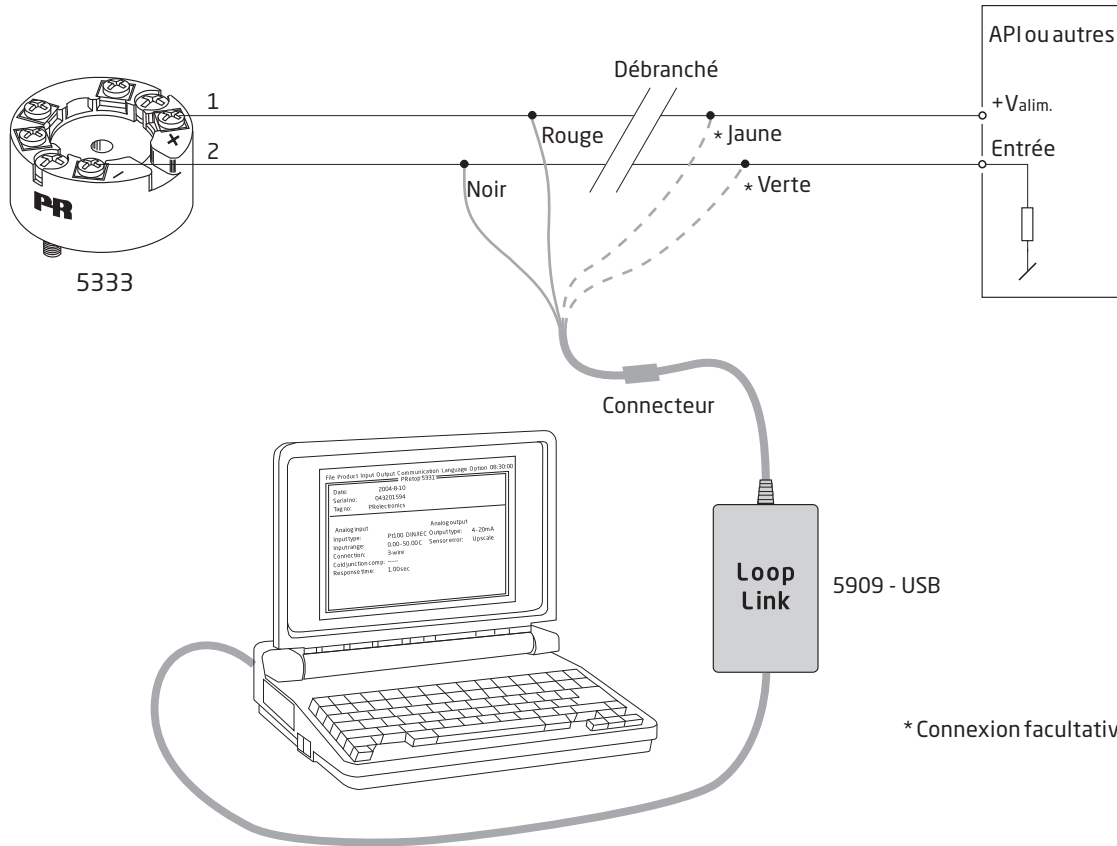 API ou autres
Débranché
1
+Valim.
Rouge
* Jaune
2
Entrée
Noir
* Verte
PR
5333
Connecteur
File Product Input Output Communication Language Option 08:30:00
PRetop 5331
Date: 2004-8-10
Serial no: 043201594
Tag no: PRelectronics
Analog input
Analog output
Input type: Pt100 DIN/IEC Output type: 4-20mA
Input range: 0.00-50.00C Sensor error: Upscale
Connection: 3-wire
Cold junction comp: -----
Response time: 1.00 sec
Loop
Link
5909 - USB
* Connexion facultativ